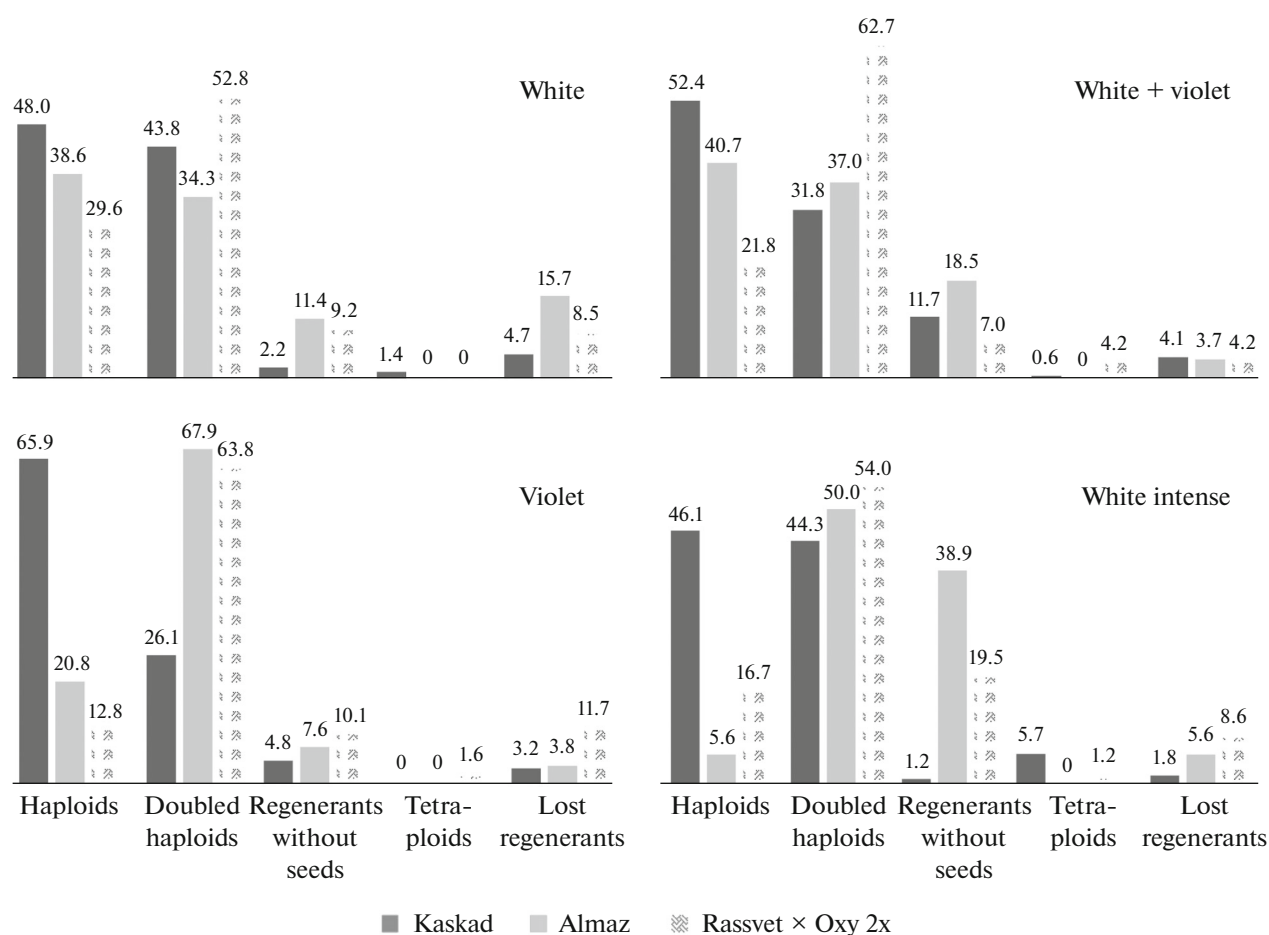 White
48.0
38.6
29.6
43.8
34.3
52.8
2.2
11.4
9.2
1.4
0
0
4.7
15.7
8.5
White + violet
52.4
40.7
21.8
31.8
37.0
62.7
11.7
18.5
7.0
0.6
0
4.2
4.1
3.7
4.2
Violet
65.9
20.8
12.8
26.1
67.9
63.8
4.8
7.6
10.1
0
0
1.6
3.2
3.8
11.7
Haploids
Doubled
haploids
Regenerants
without
seeds
Tetra-
ploids
Lost
regenerants
White intense
46.1
5.6
16.7
44.3
50.0
54.0
1.2
38.9
19.5
5.7
0
1.2
1.8
5.6
8.6
Haploids
Doubled
haploids
Regenerants
without
seeds
Tetra-
ploids
Lost
regenerants
Kaskad
Almaz
Rassvet × Oxy 2x